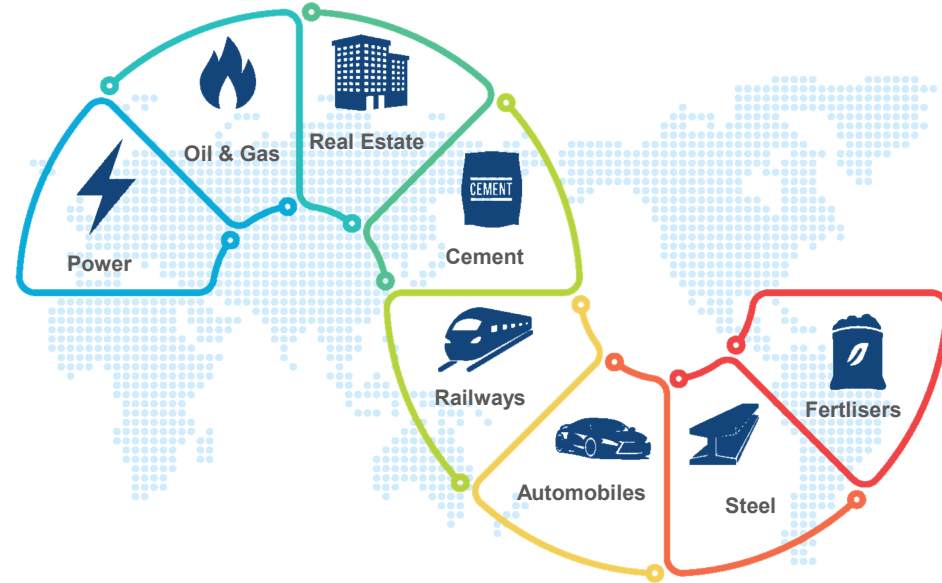 Power
Oil & Gas
Real Estate
CEMENT
Cement
Railways
Automobiles
Steel
Fertlisers